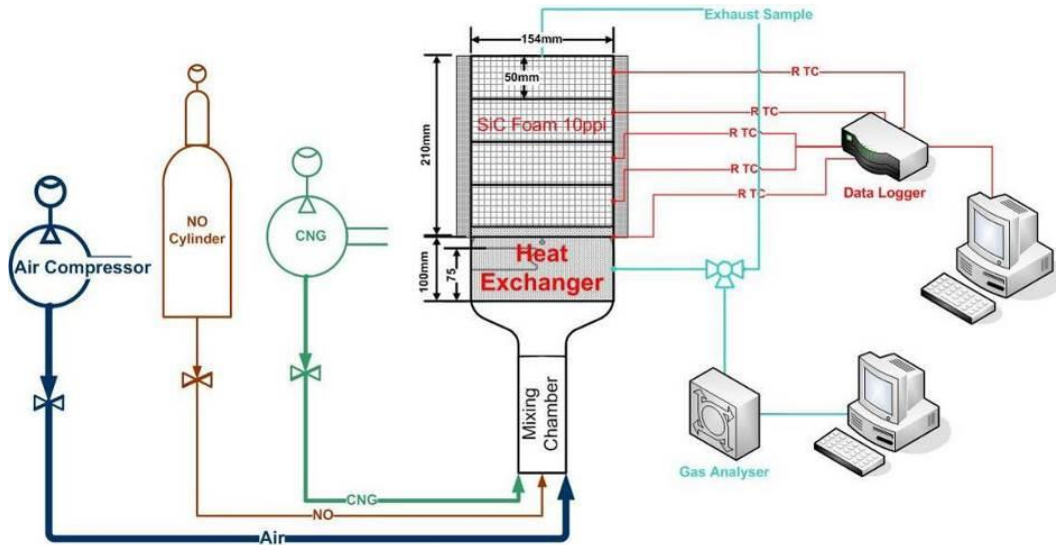 Exhaust Sample
154mm
R TC
50mm
SiC Foam 10ppi
R TC
R TC
210mm
R TC
R TC
Data Logger
NO
Cylinder
CNG
Air Compressor
Heat
Exchanger
100mm
75
Mixing
Chamber
Gas Analyser
CNG
NO
Air